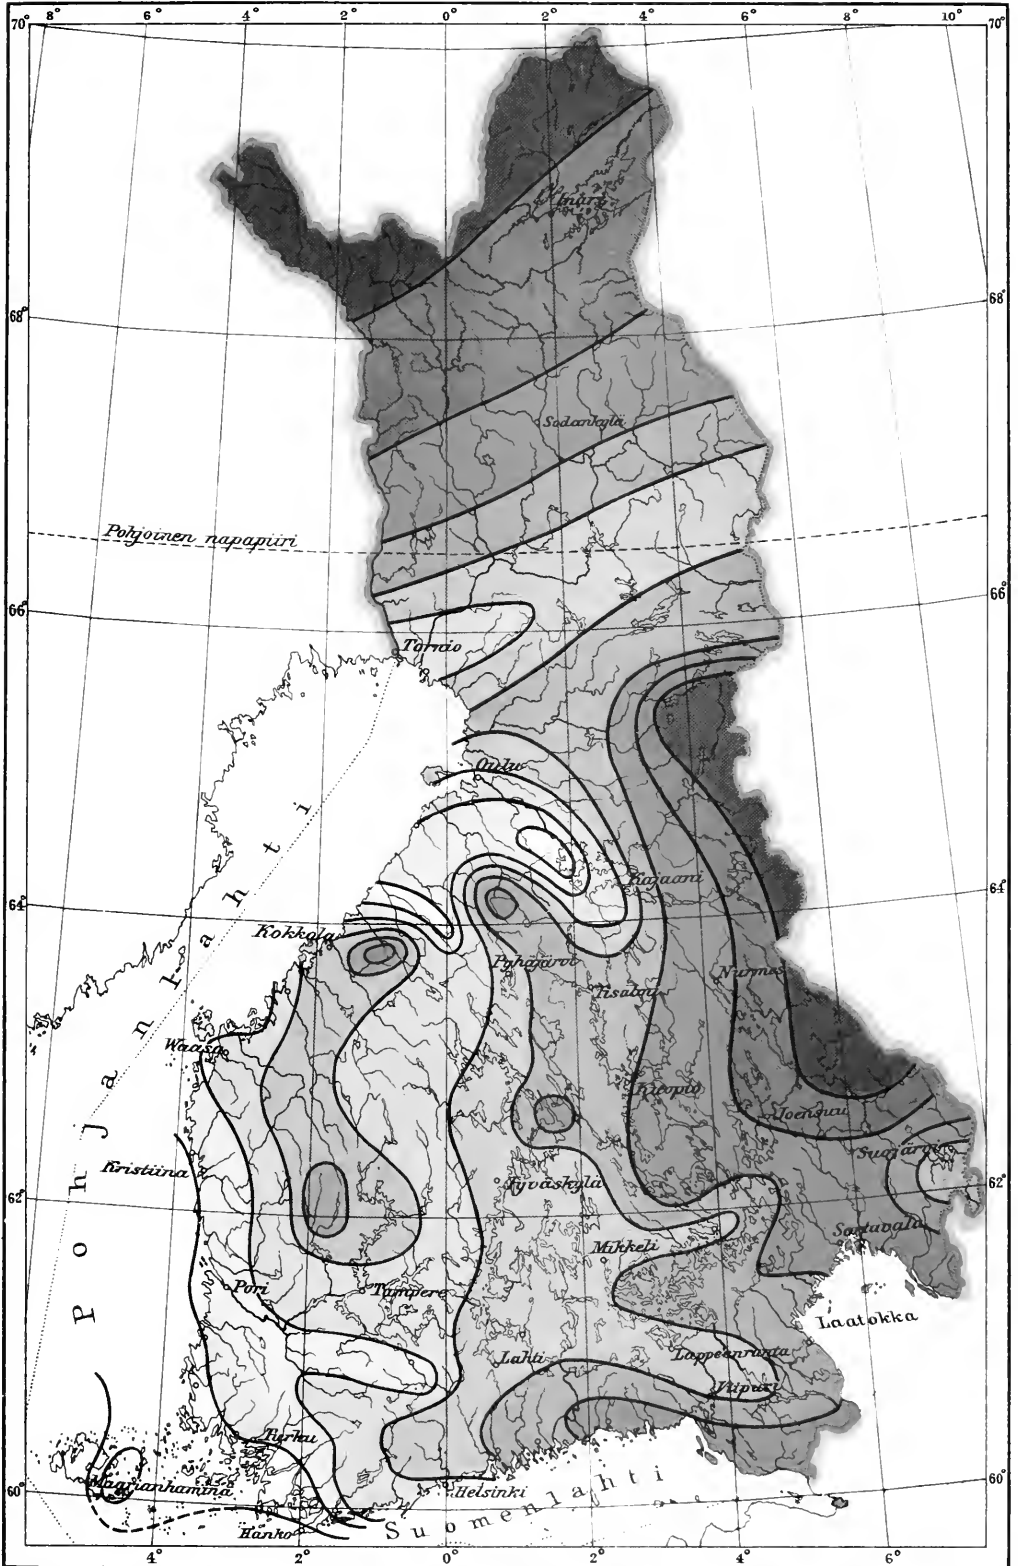 8° 6° 4° 2° 0° 2° 4° 6° 8° 10°
70° 70°
Inari
68° 68°
Sodankylä
Pohjoinen napapiiri
66° 66°
Tornio
Oulu
Kajaani
64° 64°
Kokkola
Pyhäjärvi
Nurmes
Iisalmi
Waasa
Kuopio
Joensuu
Suojärvi
Kristiina
Jyväskylä
62° 62°
Sortavala
Mikkeli
Pori
Tampere
Laatokka
Lappeenranta
Lahti
Viipuri
Turku
Maarianhamina
60° 60°
Helsinki
Hanko
Suomenlahti
Pohjanlahti
4° 2° 0° 2° 4° 6°